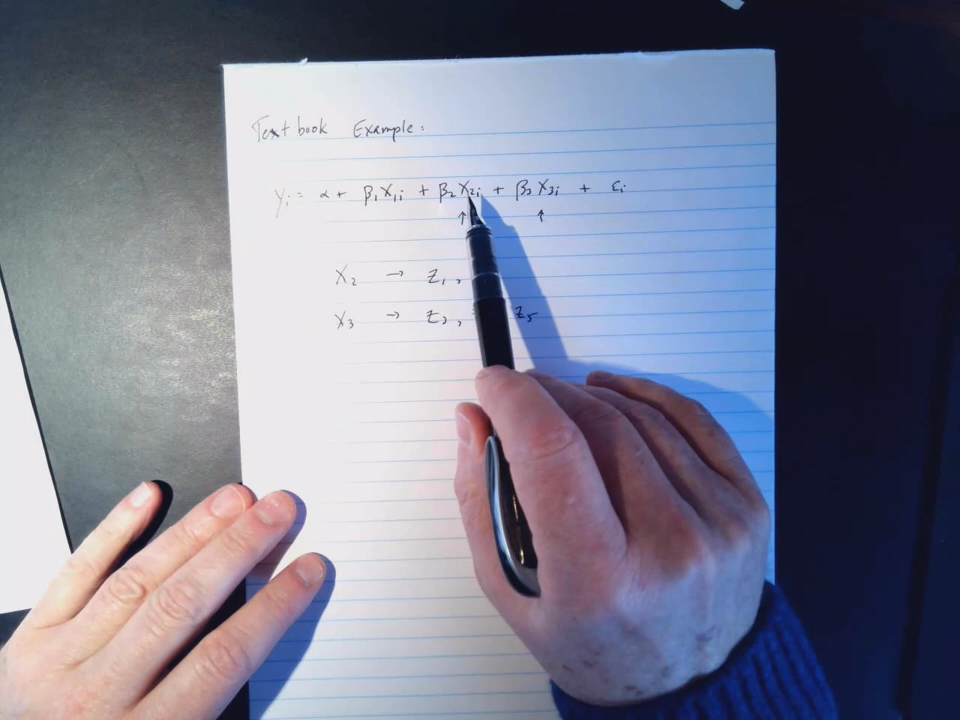 Textbook Example:
yᵢ = α + β₁X₁ᵢ + β₂X₂ᵢ + β₃X₃ᵢ + εᵢ
↑ ↑
X₂ → Z₁,
X₃ → Z₃, Z₅